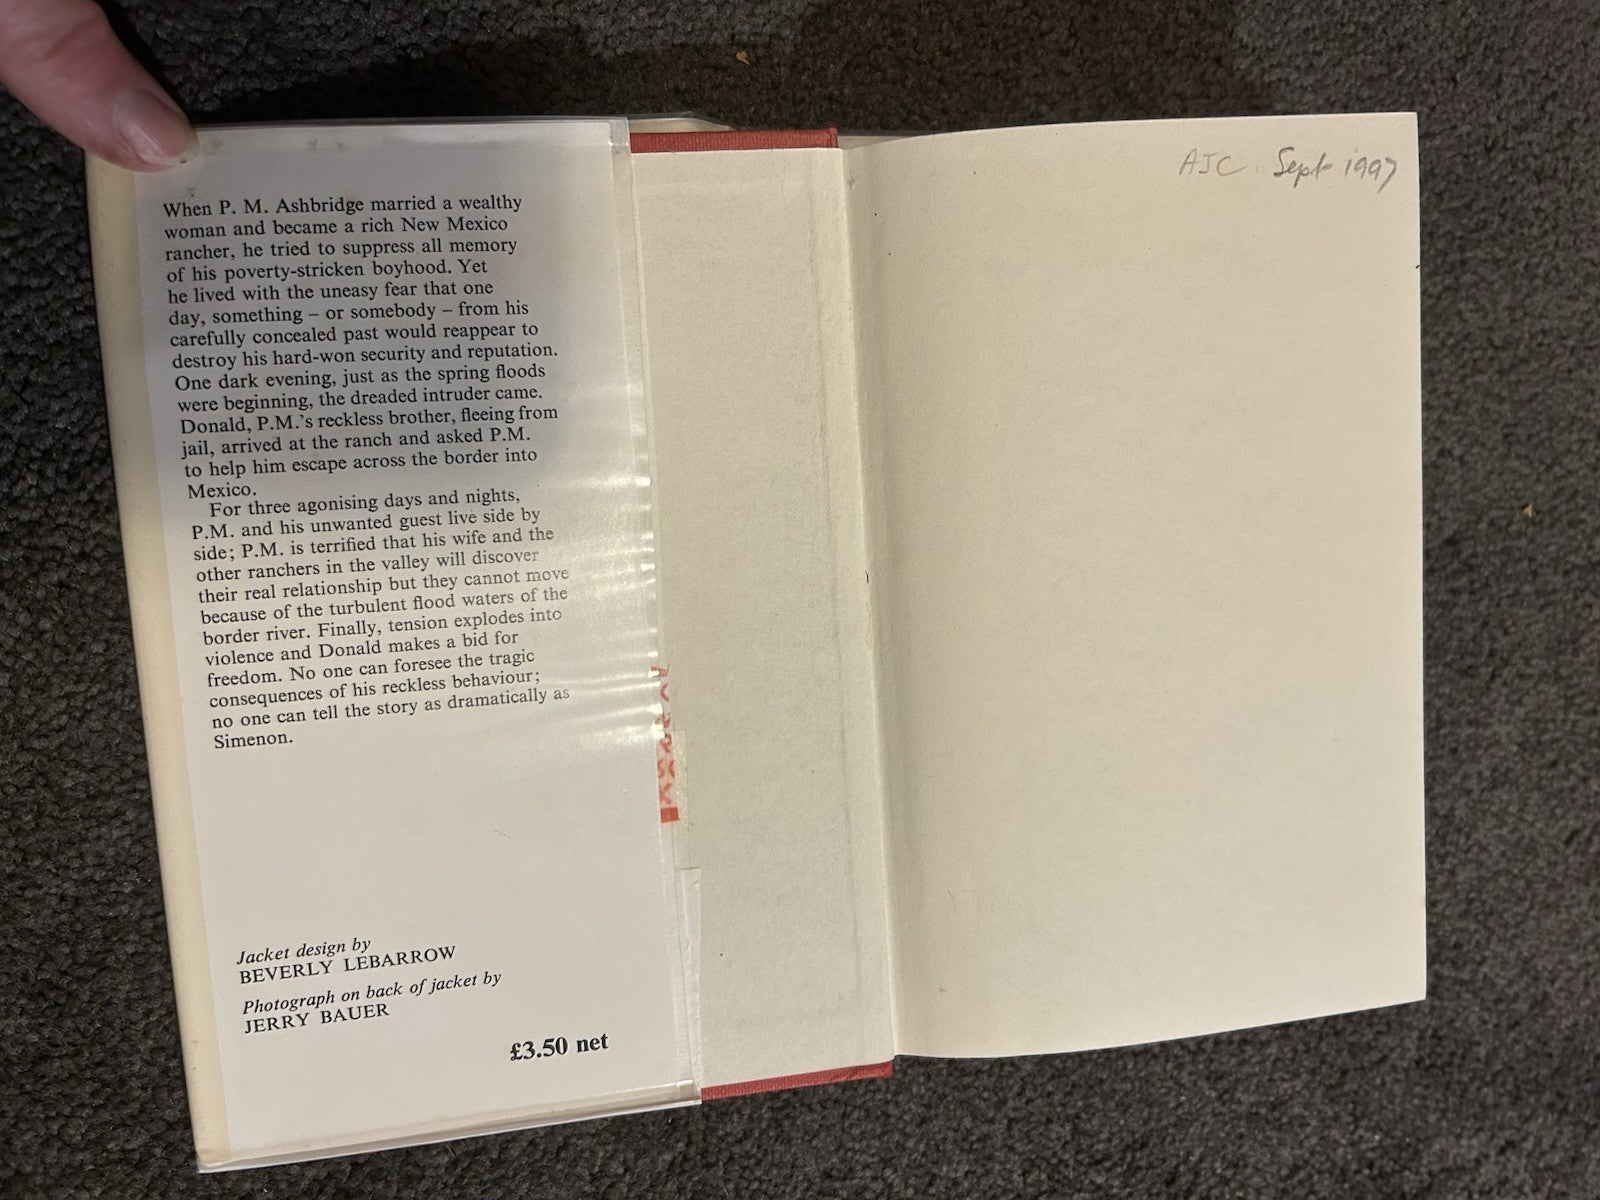 When P. M. Ashbridge married a wealthy
woman and became a rich New Mexico
rancher, he tried to suppress all memory
of his poverty-stricken boyhood. Yet
he lived with the uneasy fear that one
day, something – or somebody – from his
carefully concealed past would reappear to
destroy his hard-won security and reputation.
One dark evening, just as the spring floods
were beginning, the dreaded intruder came.
Donald, P.M.'s reckless brother, fleeing from
jail, arrived at the ranch and asked P.M.
to help him escape across the border into
Mexico.
For three agonising days and nights,
P.M. and his unwanted guest live side by
side; P.M. is terrified that his wife and the
other ranchers in the valley will discover
their real relationship but they cannot move
because of the turbulent flood waters of the
border river. Finally, tension explodes into
violence and Donald makes a bid for
freedom. No one can foresee the tragic
consequences of his reckless behaviour;
no one can tell the story as dramatically as
Simenon.
Jacket design by
BEVERLY LEBARROW
Photograph on back of jacket by
JERRY BAUER
£3.50 net
AJC Sept 1997